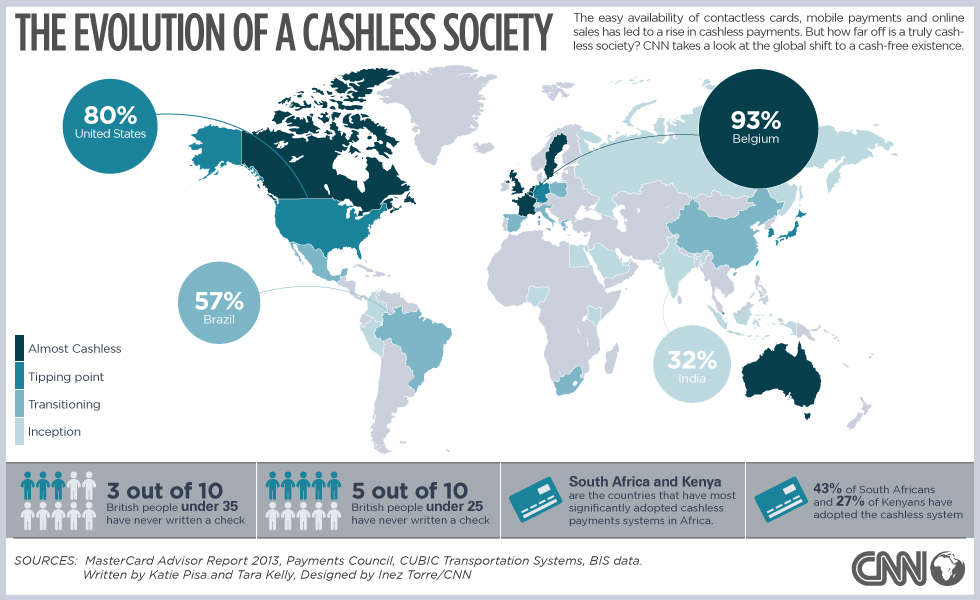 THE EVOLUTION OF A CASHLESS SOCIETY
The easy availability of contactless cards, mobile payments and online
sales has led to a rise in cashless payments. But how far off is a truly cash-
less society? CNN takes a look at the global shift to a cash-free existence.
80%
United States
93%
Belgium
57%
Brazil
32%
India
Almost Cashless
Tipping point
Transitioning
Inception
3 out of 10
British people under 35
have never written a check
5 out of 10
British people under 25
have never written a check
South Africa and Kenya
are the countries that have most
significantly adopted cashless
payments systems in Africa.
43% of South Africans
and 27% of Kenyans have
adopted the cashless system
SOURCES: MasterCard Advisor Report 2013, Payments Council, CUBIC Transportation Systems, BIS data.
Written by Katie Pisa and Tara Kelly, Designed by Inez Torre/CNN
CNN